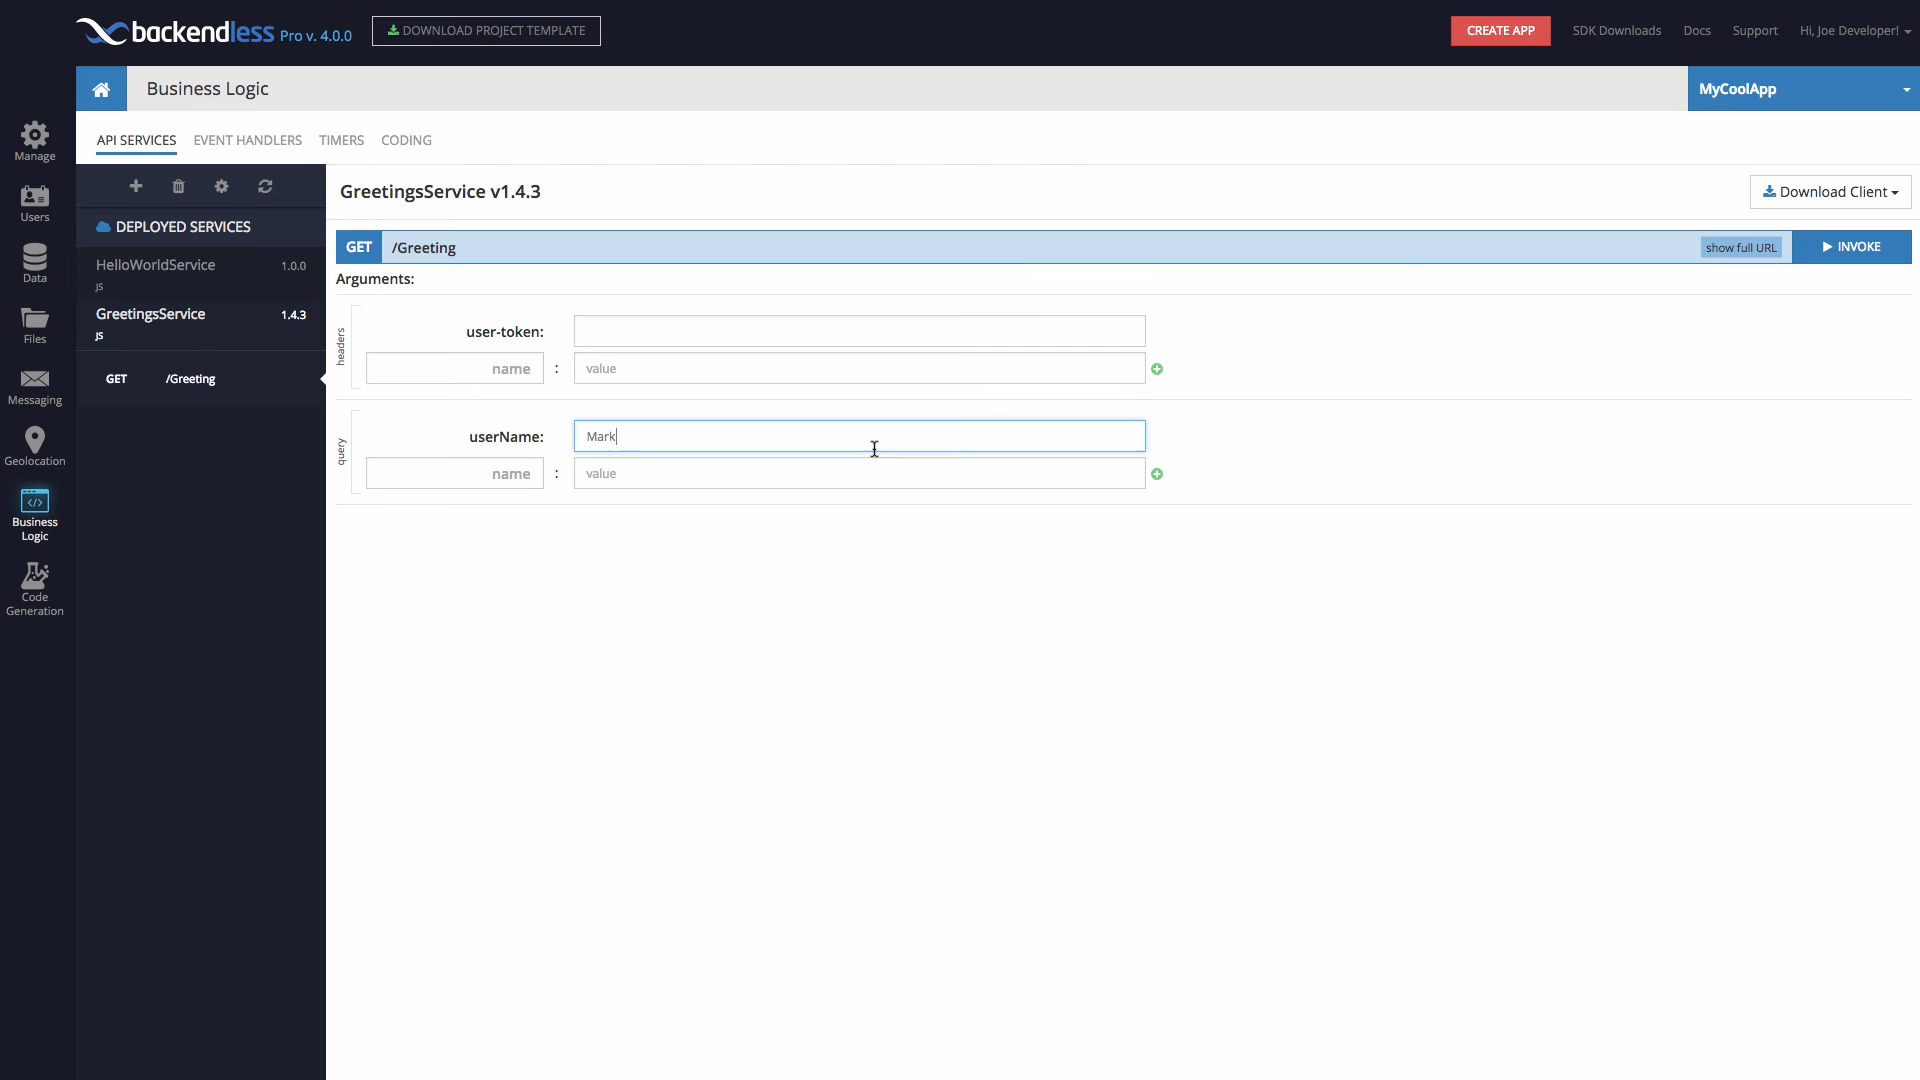 backendless Pro v. 4.0.0
DOWNLOAD PROJECT TEMPLATE
CREATE APP
SDK Downloads
Docs
Support
Hi, Joe Developer!
Business Logic
MyCoolApp
Manage
Users
Data
Files
Messaging
Geolocation
Business
Logic
Code
Generation
API SERVICES
EVENT HANDLERS
TIMERS
CODING
DEPLOYED SERVICES
HelloWorldService 1.0.0
JS
GreetingsService 1.4.3
JS
GET /Greeting
GreetingsService v1.4.3
Download Client
GET /Greeting
show full URL
INVOKE
Arguments:
headers
user-token:
name : value
query
userName: Mark
name : value